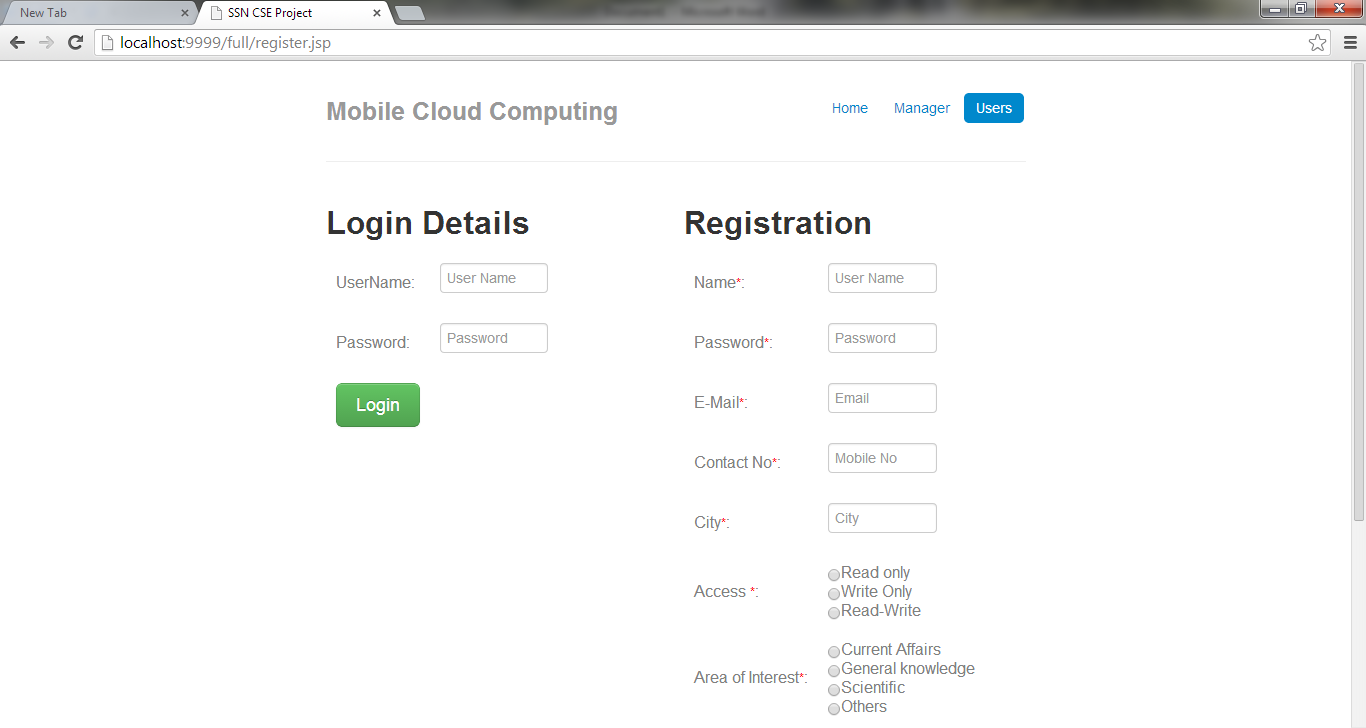 New Tab
SSN CSE Project
localhost:9999/full/register.jsp
Mobile Cloud Computing
Home Manager Users
Login Details
UserName: User Name
Password: Password
Login
Registration
Name*: User Name
Password*: Password
E-Mail*: Email
Contact No*: Mobile No
City*: City
Access *:
Read only
Write Only
Read-Write
Area of Interest*:
Current Affairs
General knowledge
Scientific
Others